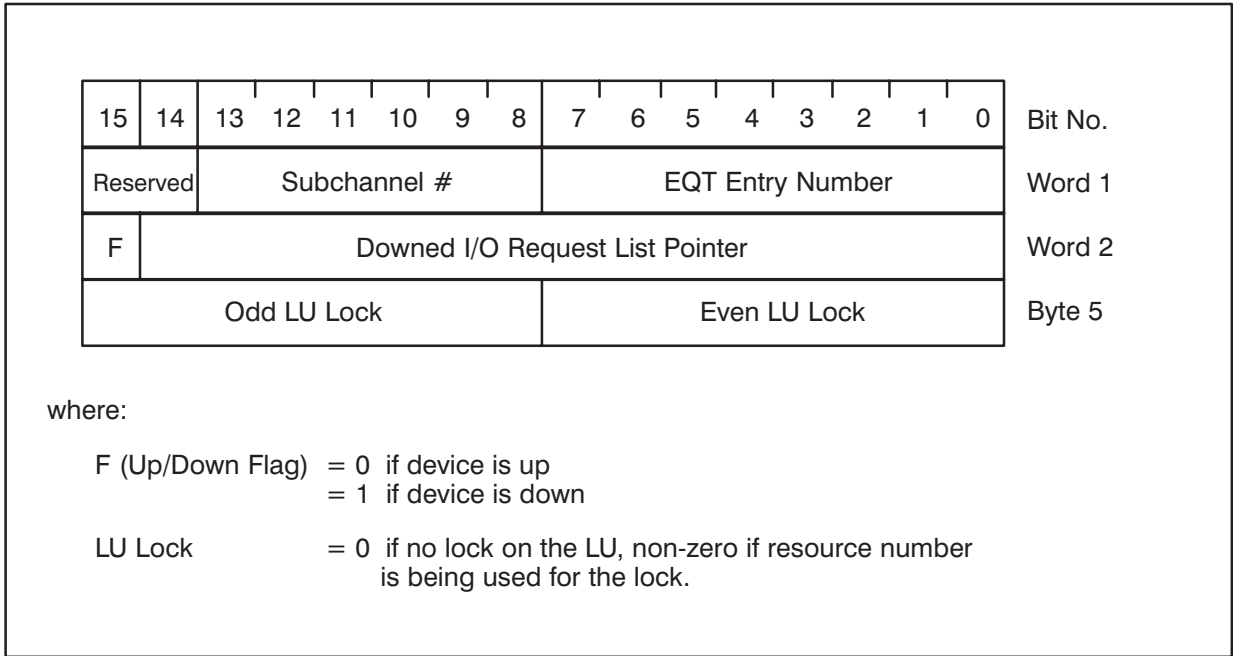 15 14 13 12 11 10 9 8 7 6 5 4 3 2 1 0 Bit No.
Reserved Subchannel # EQT Entry Number Word 1
F Downed I/O Request List Pointer Word 2
Odd LU Lock Even LU Lock Byte 5
where:
F (Up/Down Flag) = 0 if device is up
= 1 if device is down
LU Lock = 0 if no lock on the LU, non-zero if resource number
is being used for the lock.